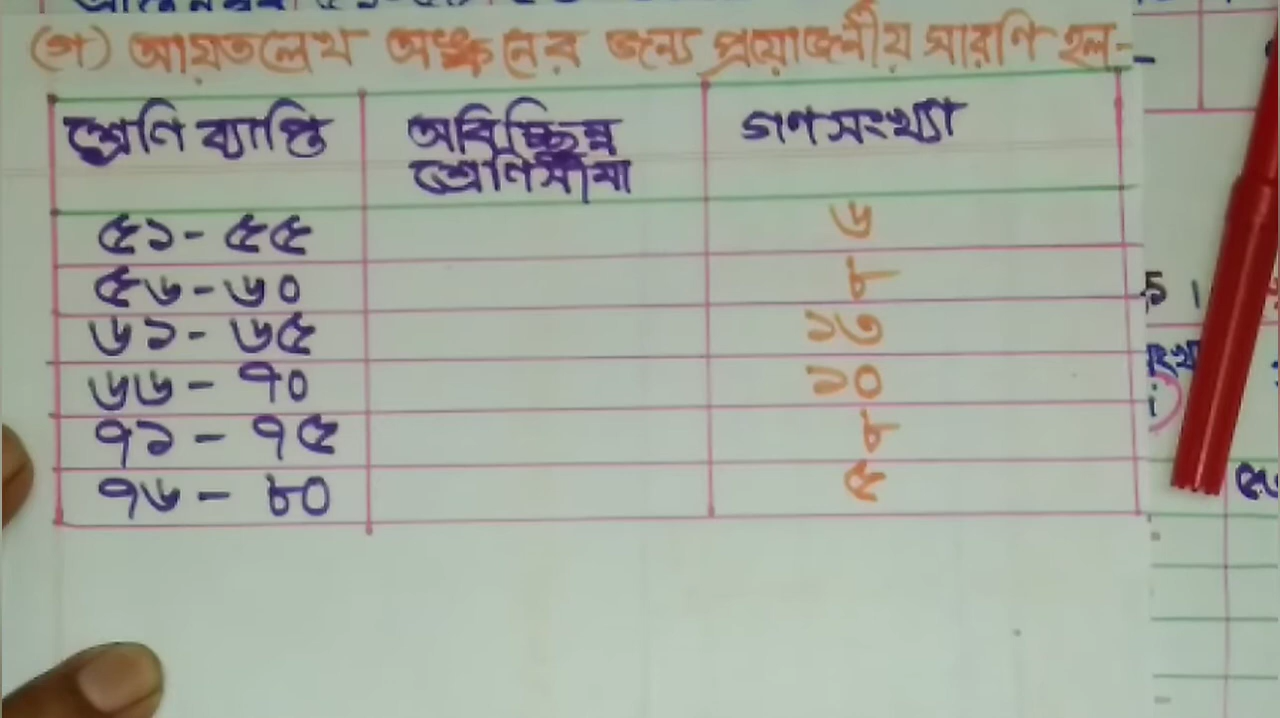 (গ) আয়তলেখ অঙ্কনের জন্য প্রয়োজনীয় সারণি হল:-
শ্রেণি ব্যাপ্তি অবিচ্ছিন্ন শ্রেণিসীমা গণসংখ্যা
৫১- ৫৫ ৬
৫৬-৬০ ৮
৬১- ৬৫ ১৩
৬৬- ৭০ ১০
৭১- ৭৫ ৮
৭৬- ৮০ ৫